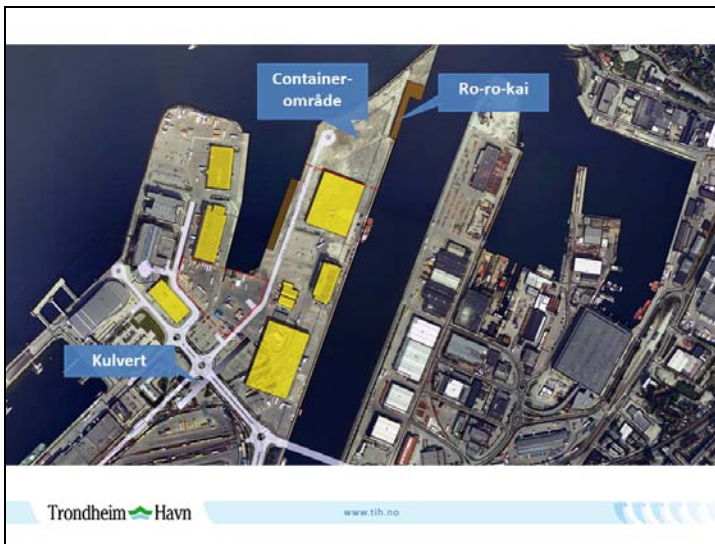 Container-
område
Ro-ro-kai
Kulvert
Trondheim Havn
www.tih.no